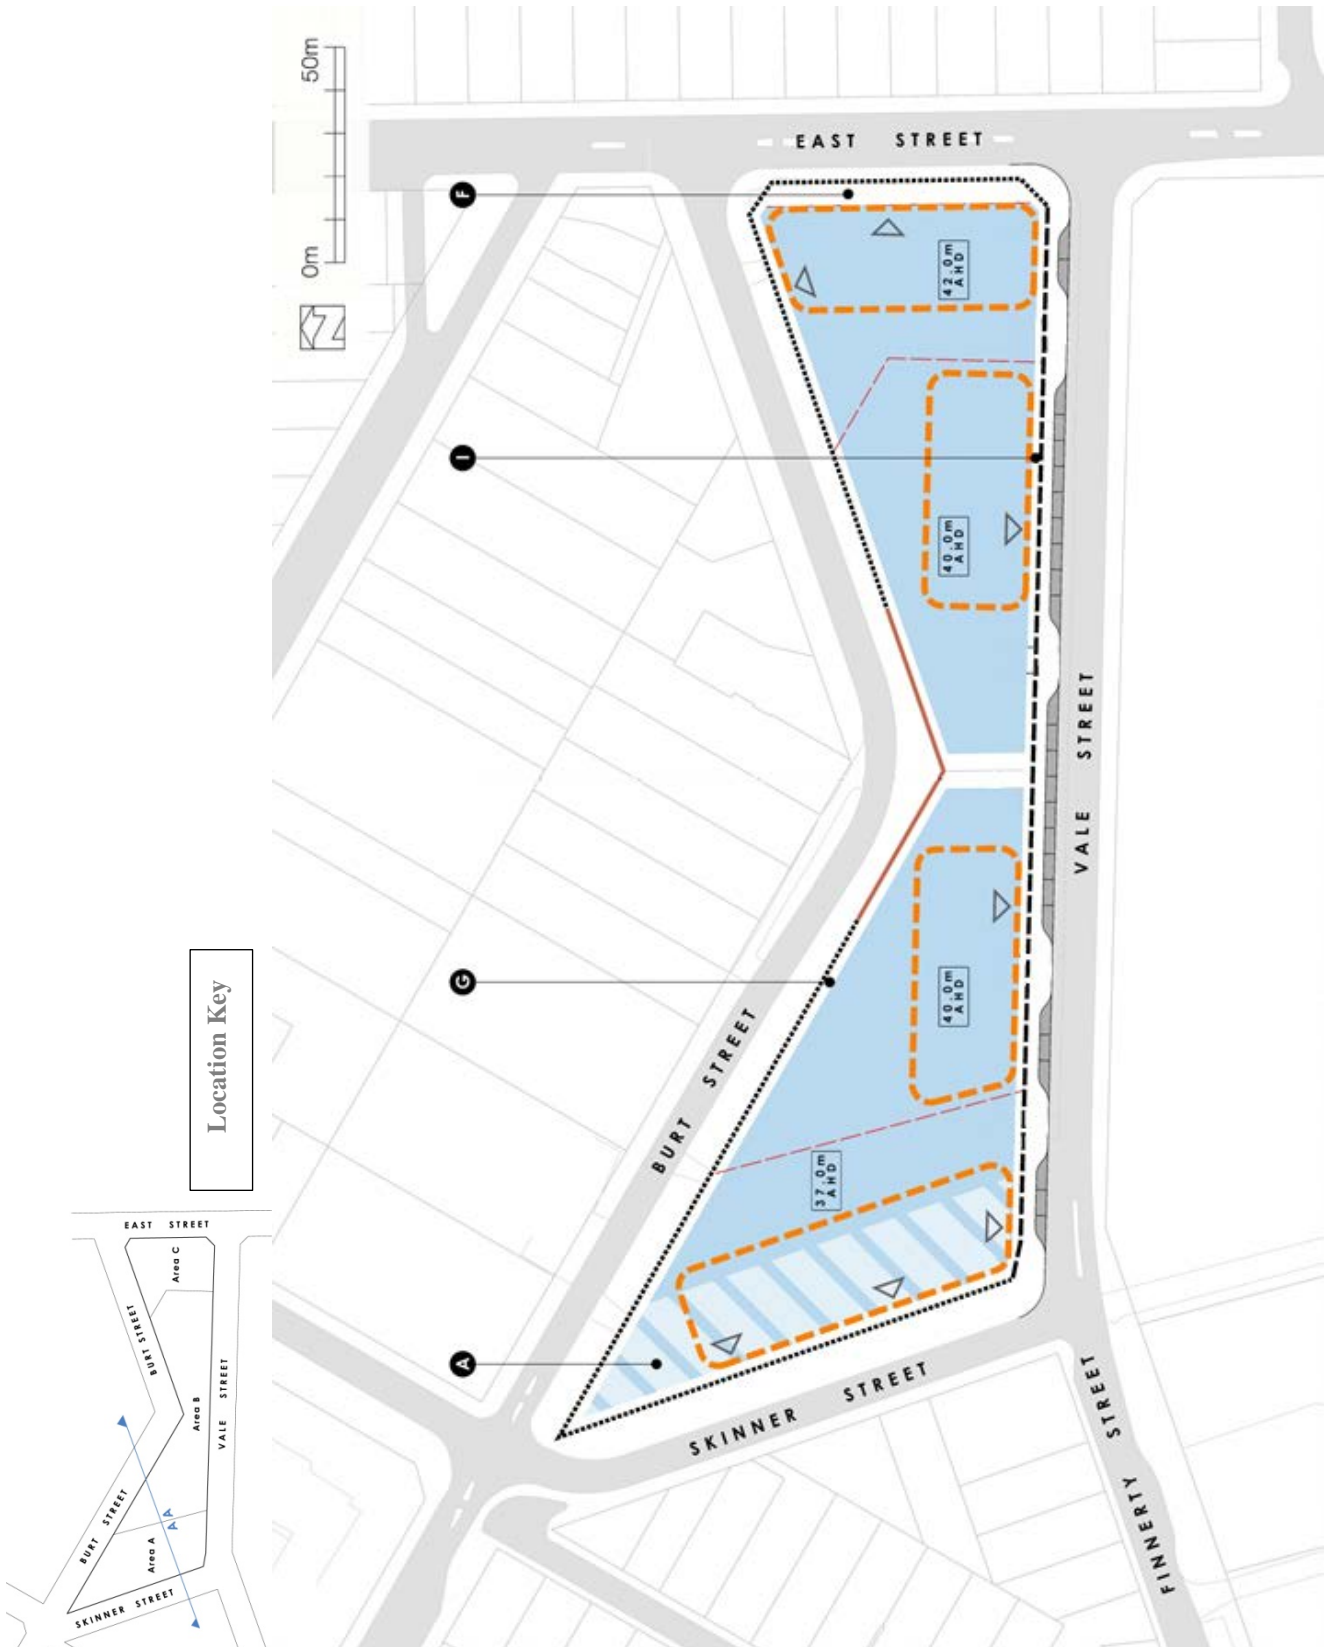 50m
0m
N
EAST STREET
F
42.0m
AHD
I
40.0m
AHD
VALE STREET
Location Key
G
40.0m
AHD
BURT STREET
37.0m
AHD
A
SKINNER STREET
FINNERTY STREET
EAST STREET
Area C
BURT STREET
Area B
VALE STREET
BURT STREET
A
A
Area A
SKINNER STREET